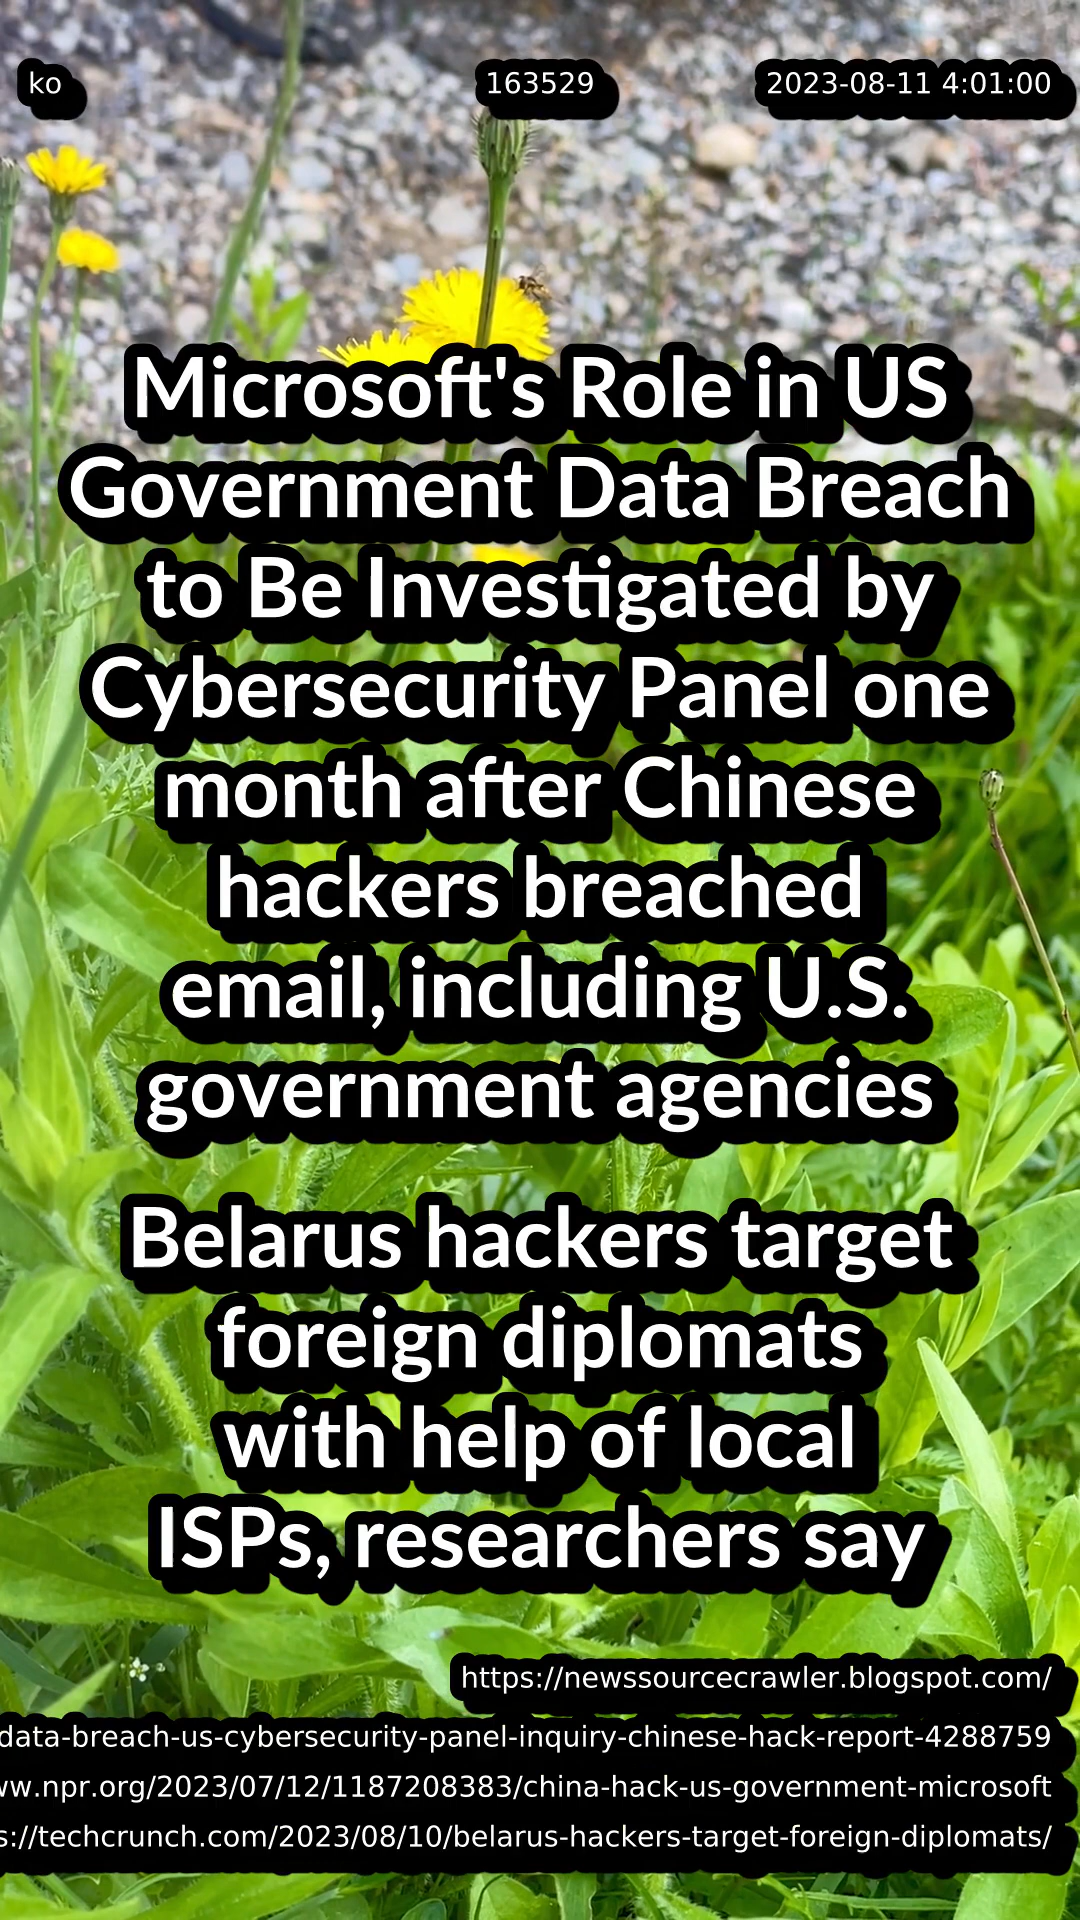 ko
163529
2023-08-11 4:01:00
Microsoft's Role in US
Government Data Breach
to Be Investigated by
Cybersecurity Panel one
month after Chinese
hackers breached
email, including U.S.
government agencies
Belarus hackers target
foreign diplomats
with help of local
ISPs, researchers say
https://newssourcecrawler.blogspot.com/
data-breach-us-cybersecurity-panel-inquiry-chinese-hack-report-4288759
ww.npr.org/2023/07/12/1187208383/china-hack-us-government-microsoft
s://techcrunch.com/2023/08/10/belarus-hackers-target-foreign-diplomats/